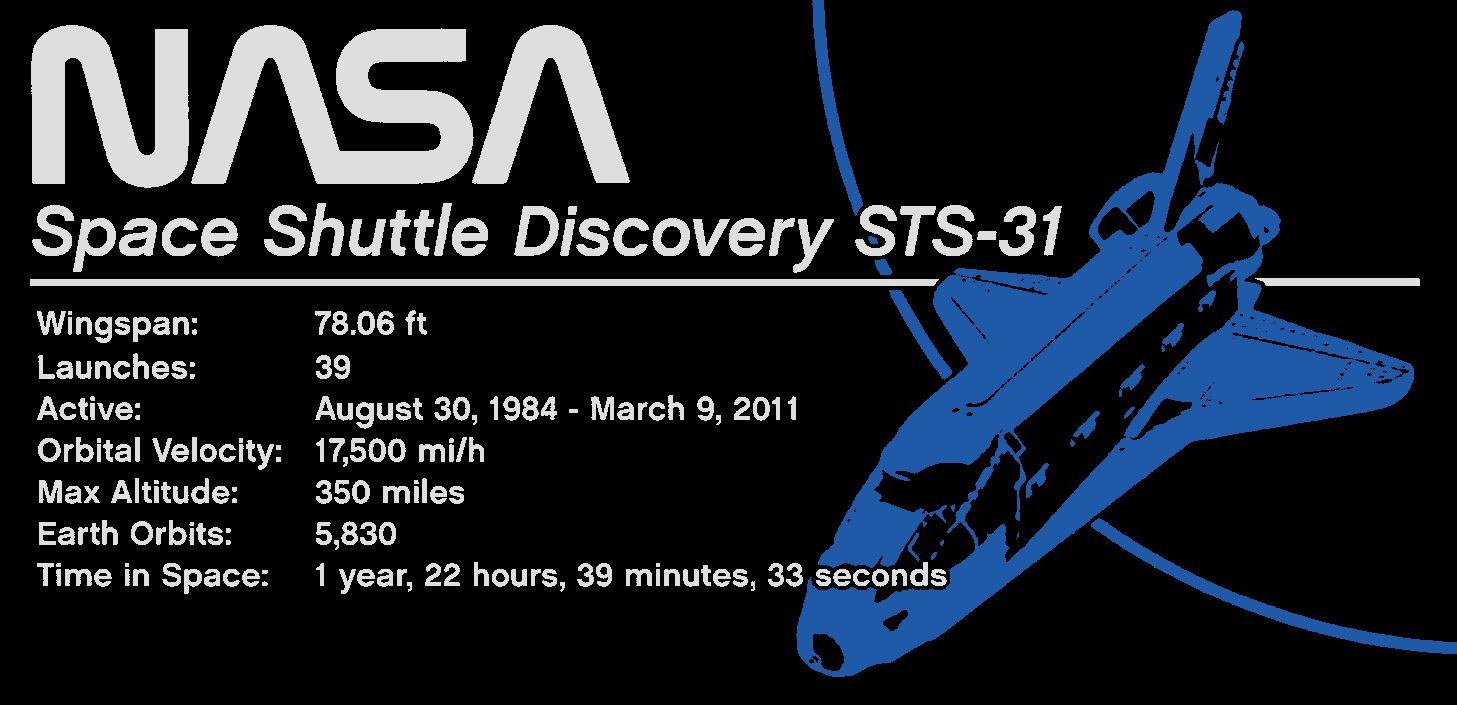 NASA
Space Shuttle Discovery STS-31
Wingspan: 78.06 ft
Launches: 39
Active: August 30, 1984 - March 9, 2011
Orbital Velocity: 17,500 mi/h
Max Altitude: 350 miles
Earth Orbits: 5,830
Time in Space: 1 year, 22 hours, 39 minutes, 33 seconds